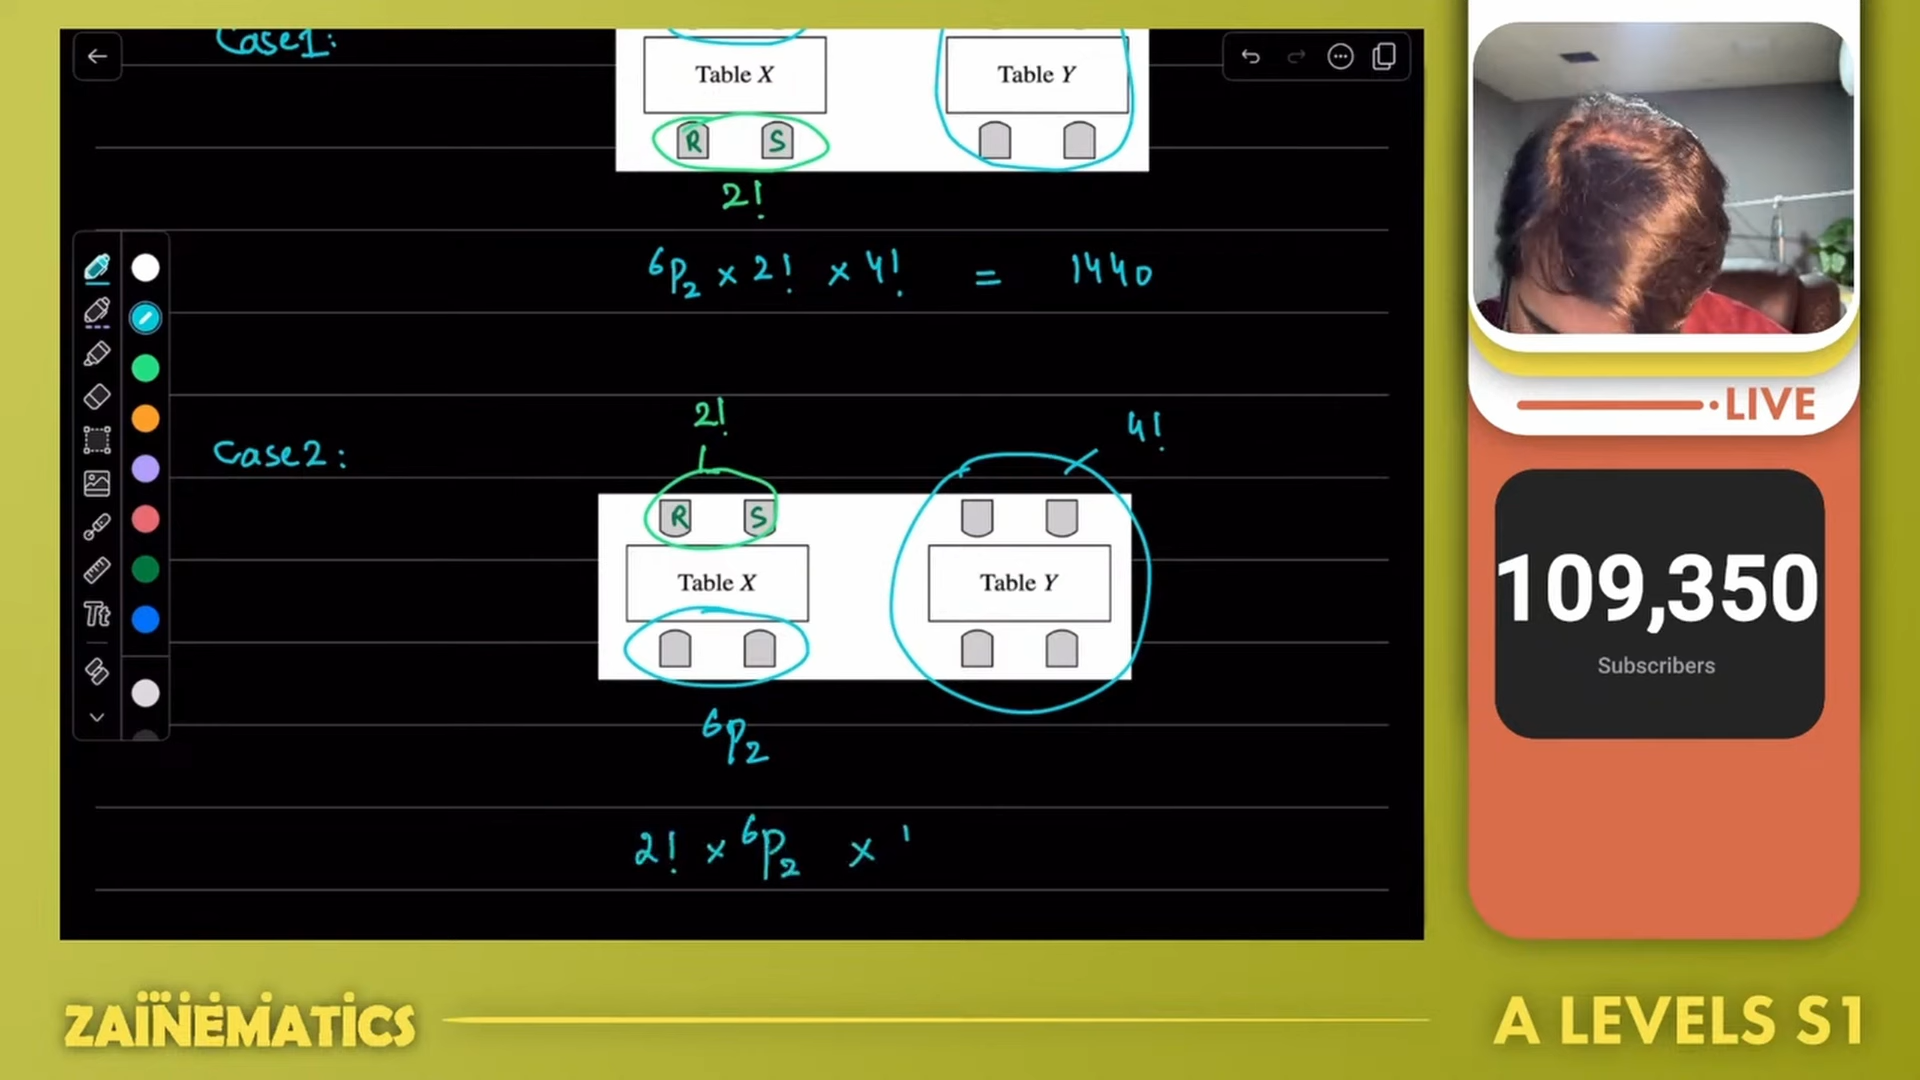 Case1:
Table X
Table Y
R S
2!
⁶P₂ × 2! × 4! = 1440
Case2:
2!
4!
R S
Table X
Table Y
⁶P₂
2! × ⁶P₂ ×
Tt
LIVE
109,350
Subscribers
ZAINEMATICS
A LEVELS S1